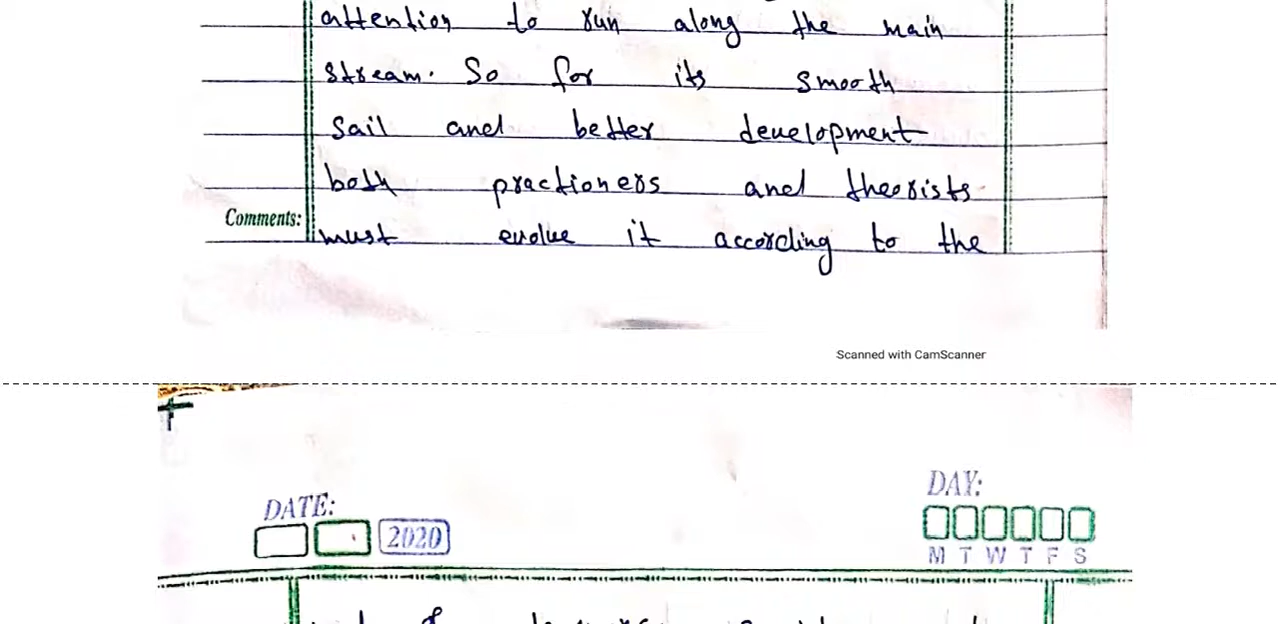 attention to run along the main
stream. So for its smooth
sail and better development
both practioners and theorists
Comments:
must evolve it according to the
Scanned with CamScanner
DATE:
2020
DAY:
M T W T F S